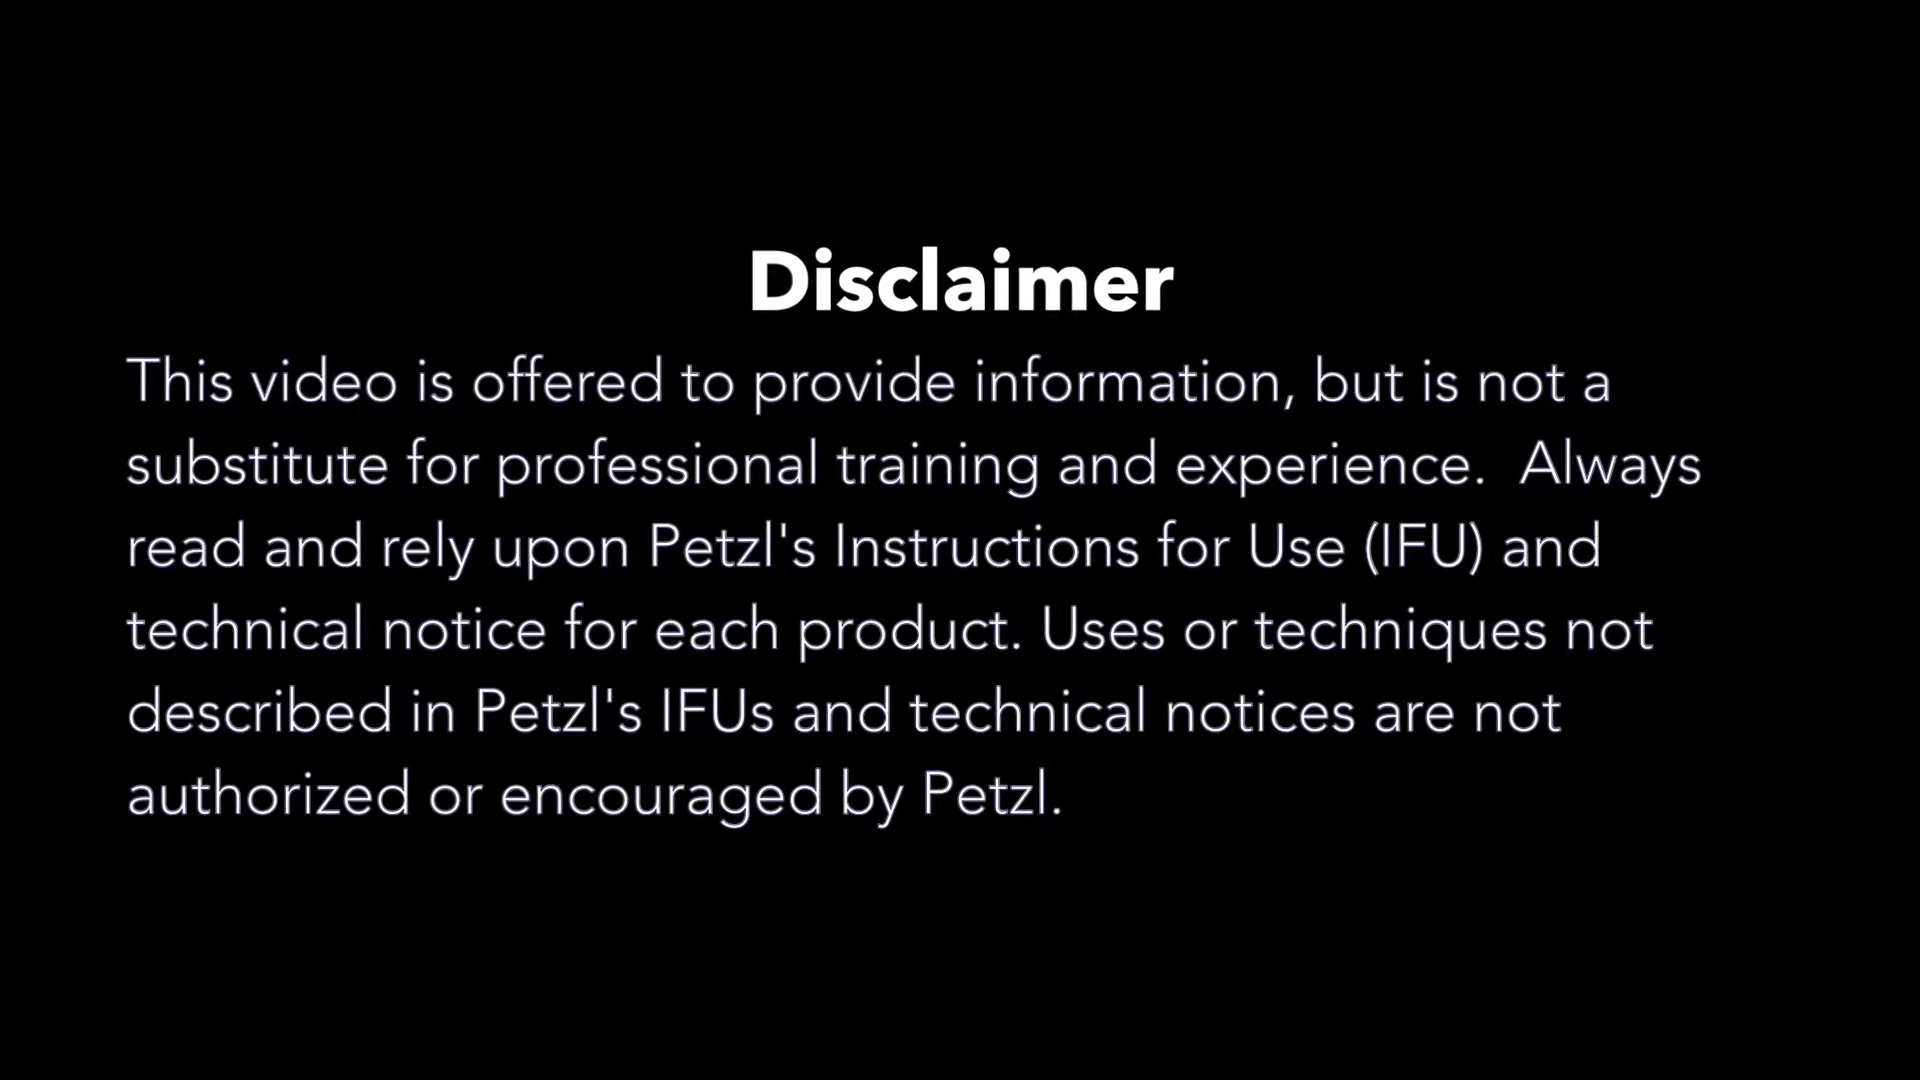 Disclaimer
This video is offered to provide information, but is not a
substitute for professional training and experience.  Always
read and rely upon Petzl's Instructions for Use (IFU) and
technical notice for each product. Uses or techniques not
described in Petzl's IFUs and technical notices are not
authorized or encouraged by Petzl.